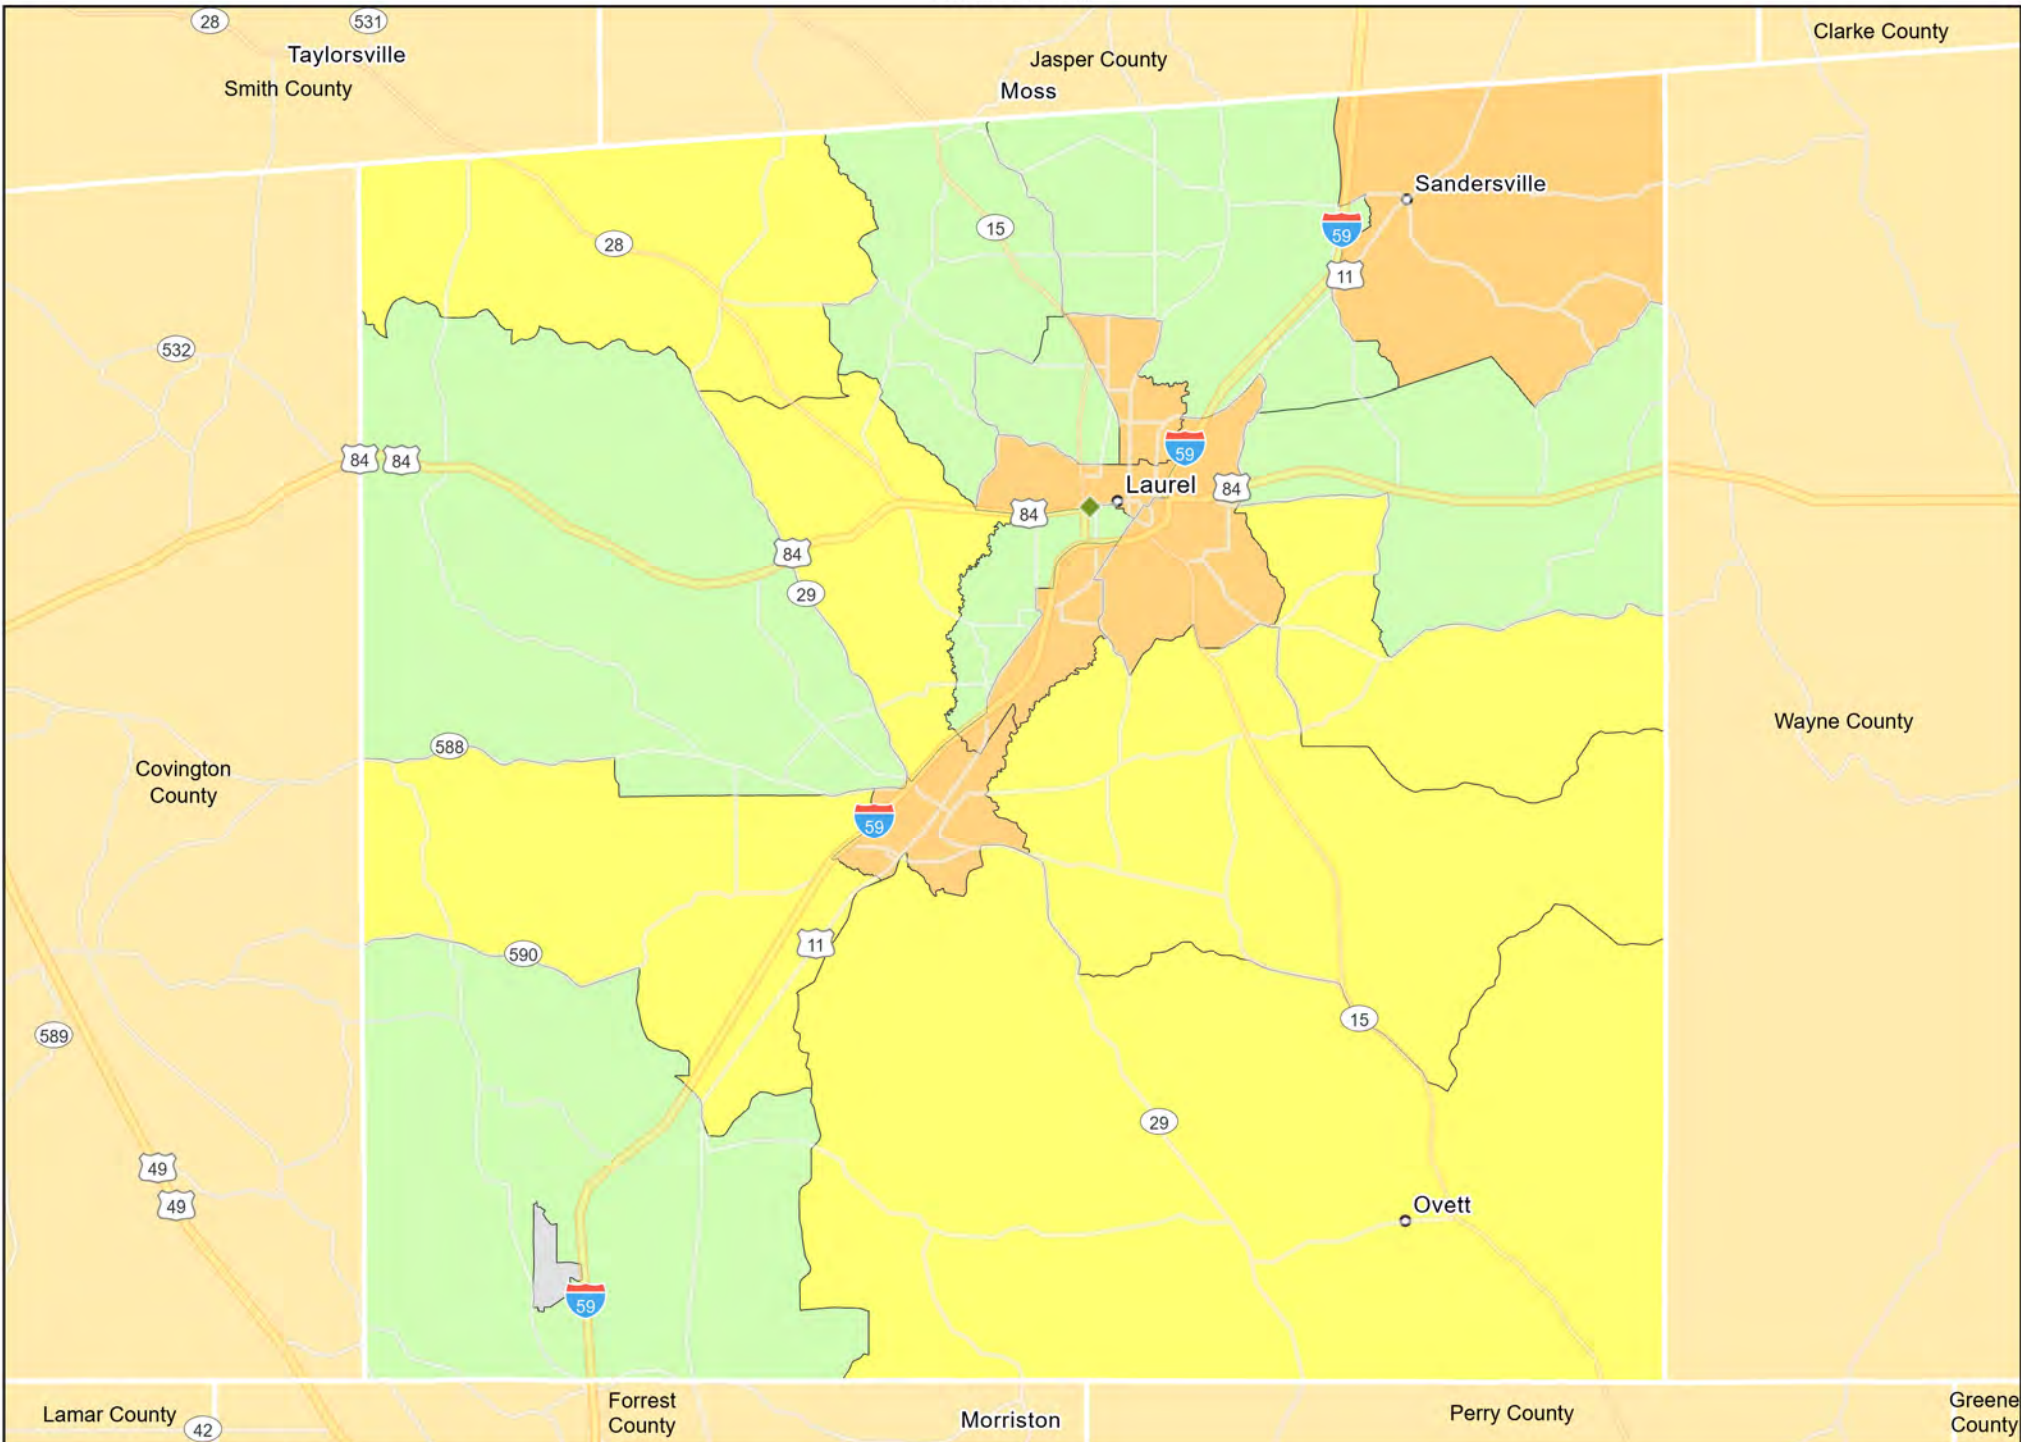 28
531
Clarke County
Taylorsville
Jasper County
Smith County
Moss
Sandersville
15
59
28
11
532
59
84
84
Laurel
84
84
84
29
Wayne County
588
Covington
County
59
11
590
15
589
29
49
49
Ovett
59
Forrest
County
Greene
County
Lamar County
42
Morriston
Perry County